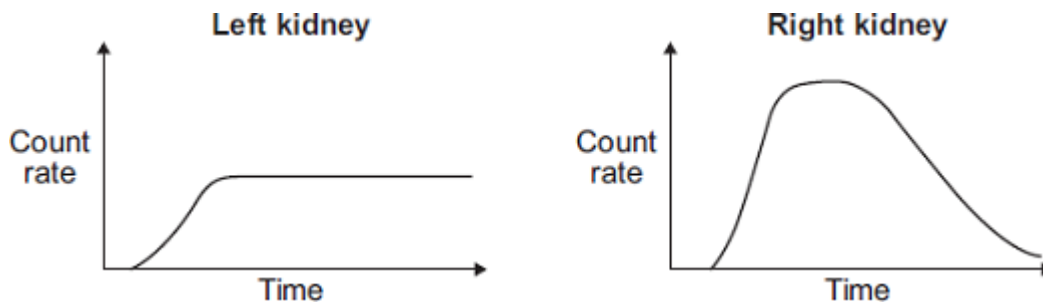 Left kidney
Count
rate
Time
Right kidney
Count
rate
Time